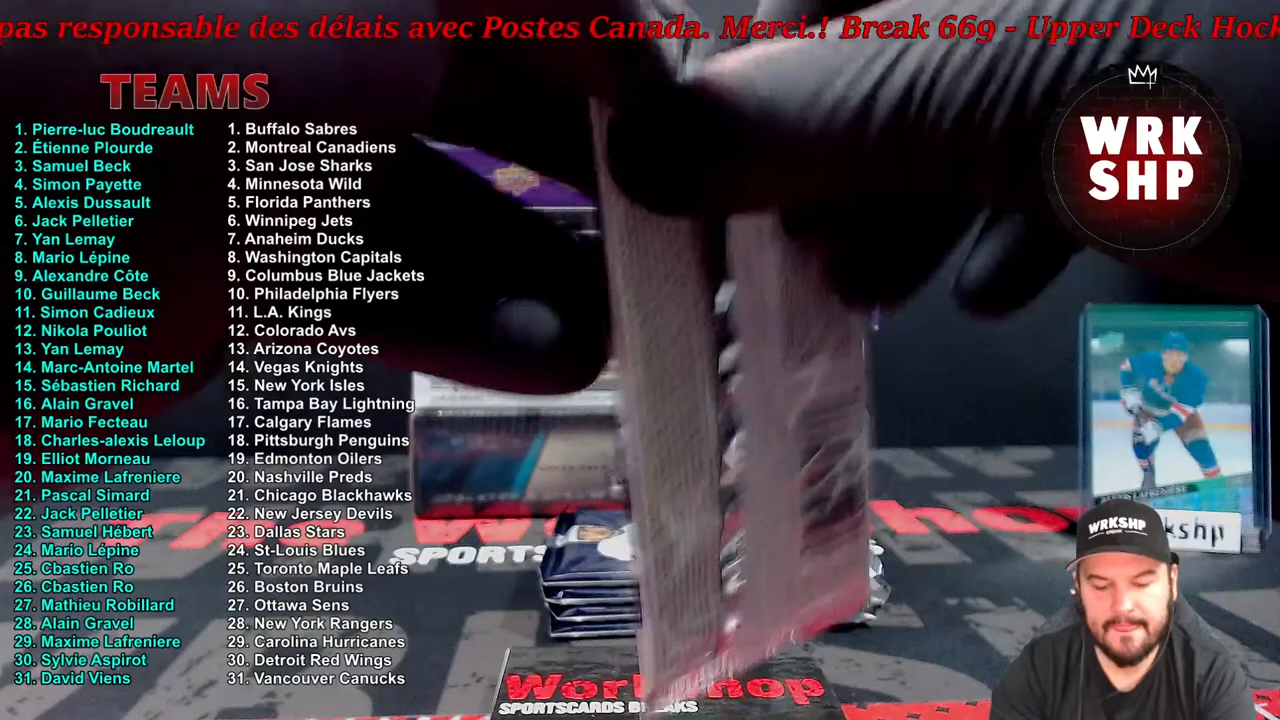 pas responsable des délais avec Postes Canada. Merci.! Break 669 - Upper Deck Hock
TEAMS
1. Pierre-luc Boudreault
2. Étienne Plourde
3. Samuel Beck
4. Simon Payette
5. Alexis Dussault
6. Jack Pelletier
7. Yan Lemay
8. Mario Lépine
9. Alexandre Côte
10. Guillaume Beck
11. Simon Cadieux
12. Nikola Pouliot
13. Yan Lemay
14. Marc-Antoine Martel
15. Sébastien Richard
16. Alain Gravel
17. Mario Fecteau
18. Charles-alexis Leloup
19. Elliot Morneau
20. Maxime Lafreniere
21. Pascal Simard
22. Jack Pelletier
23. Samuel Hébert
24. Mario Lépine
25. Cbastien Ro
26. Cbastien Ro
27. Mathieu Robillard
28. Alain Gravel
29. Maxime Lafreniere
30. Sylvie Aspirot
31. David Viens
1. Buffalo Sabres
2. Montreal Canadiens
3. San Jose Sharks
4. Minnesota Wild
5. Florida Panthers
6. Winnipeg Jets
7. Anaheim Ducks
8. Washington Capitals
9. Columbus Blue Jackets
10. Philadelphia Flyers
11. L.A. Kings
12. Colorado Avs
13. Arizona Coyotes
14. Vegas Knights
15. New York Isles
16. Tampa Bay Lightning
17. Calgary Flames
18. Pittsburgh Penguins
19. Edmonton Oilers
20. Nashville Preds
21. Chicago Blackhawks
22. New Jersey Devils
23. Dallas Stars
24. St-Louis Blues
25. Toronto Maple Leafs
26. Boston Bruins
27. Ottawa Sens
28. New York Rangers
29. Carolina Hurricanes
30. Detroit Red Wings
31. Vancouver Canucks
WRK
SHP
WRKSHP
kshp
SPORTS
SPORTSCARDS